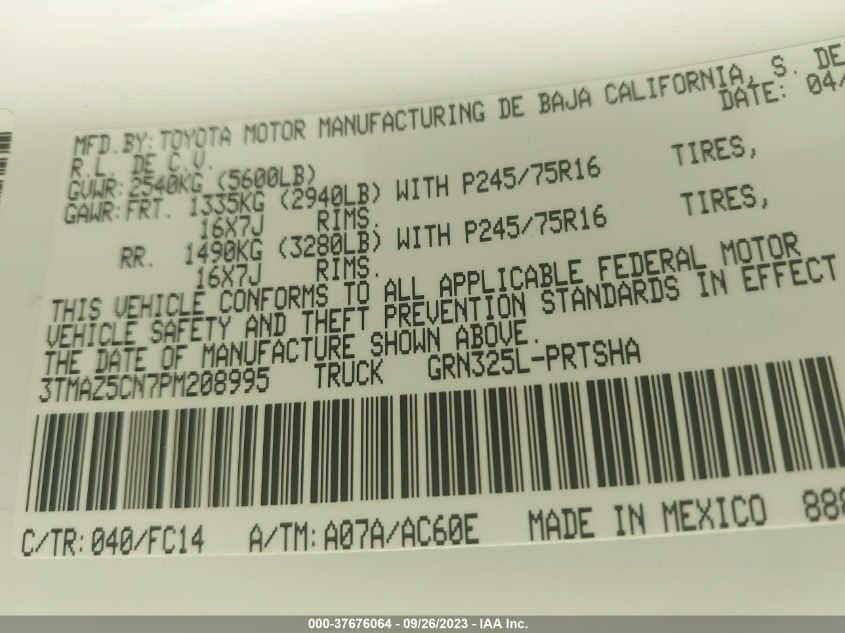 MFD.BY: TOYOTA MOTOR MANUFACTURING DE BAJA CALIFORNIA, S. DE
R.L. DE C.V. DATE: 04/
GVWR: 2540KG (5600LB)
GAWR: FRT. 1335KG (2940LB) WITH P245/75R16 TIRES,
16X7J RIMS.
RR. 1490KG (3280LB) WITH P245/75R16 TIRES,
16X7J RIMS.
THIS VEHICLE CONFORMS TO ALL APPLICABLE FEDERAL MOTOR
VEHICLE SAFETY AND THEFT PREVENTION STANDARDS IN EFFECT
THE DATE OF MANUFACTURE SHOWN ABOVE.
3TMAZ5CN7PM208995 TRUCK GRN325L-PRTSHA
C/TR: 040/FC14 A/TM: A07A/AC60E MADE IN MEXICO
000-37676064 - 09/26/2023 - IAA Inc.